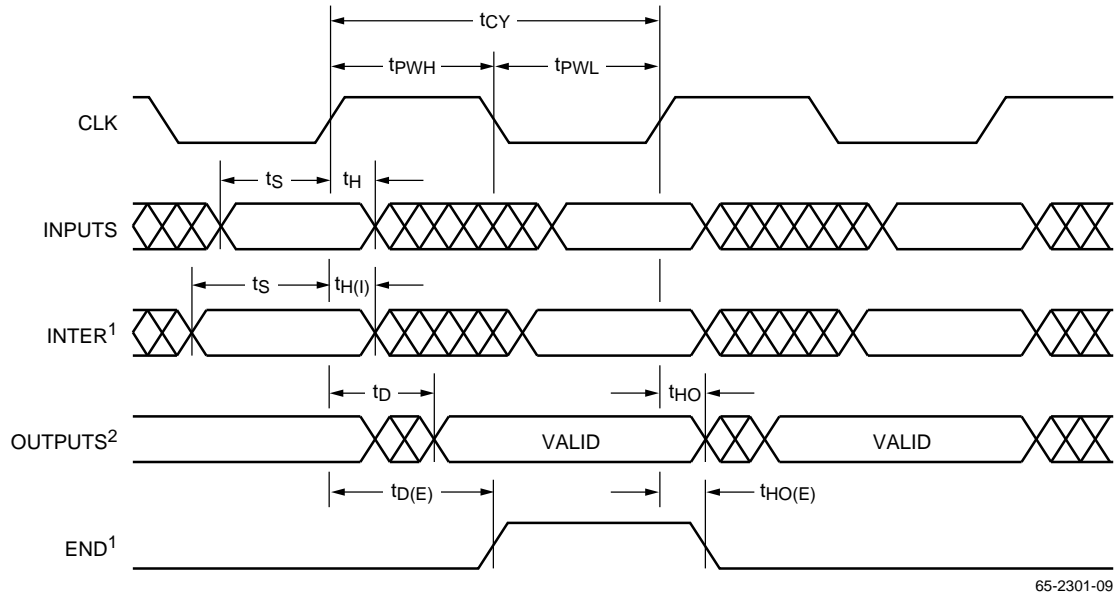 tCY
tPWH
tPWL
CLK
tS
tH
INPUTS
tS
tH(I)
INTER1
tD
tHO
OUTPUTS2
VALID
VALID
tD(E)
tHO(E)
END1
65-2301-09